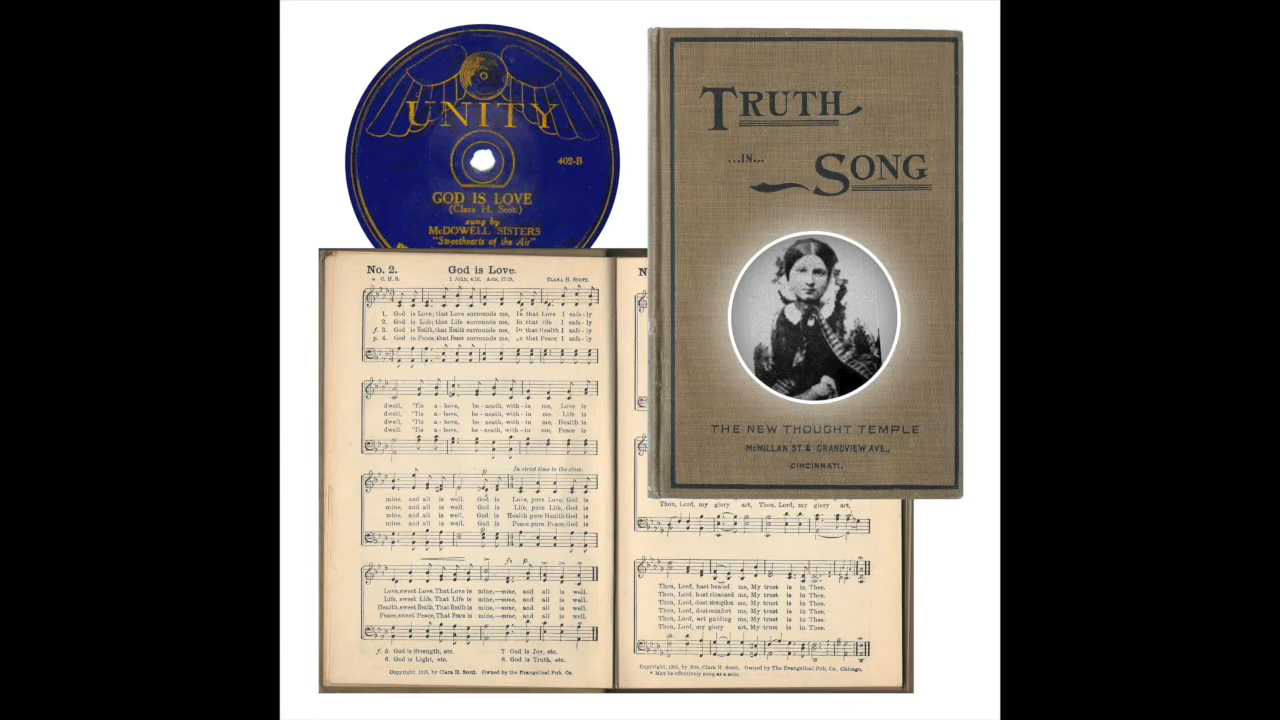 UNITY
402-B
GOD IS LOVE
(Clara H. Scott)
sung by
McDOWELL SISTERS
"Sweethearts of the Air"
TRUTH
...IN...
SONG
THE NEW THOUGHT TEMPLE
McMILLAN ST & GRANDVIEW AVE.,
CINCINNATI.
No. 2.
God is Love.
C. H. S.
1 John, 4:16. Acts, 17:28.
CLARA H. SCOTT.
1. God is Love; that Love surrounds me, In that Love I safe-ly
2. God is Life; that Life surrounds me, In that life I safe-ly
f. 3. God is Health, that Health surrounds me, In that Health I safe-ly
p. 4. God is Peace, that Peace surrounds me, in that Peace I safe-ly
dwell, 'Tis a-bove, be-neath, with-in me, Love is
dwell, 'Tis a-bove, be-neath, with-in me. Life is
dwell. 'Tis a-bove, be-neath, with-in me, Health is
dwell. 'Tis a-bove, be-neath, with-in me, Peace is
p
In strict time to the close.
mine, and all is well. God is Love, pure Love, God is
mine, and all is well. God is Life, pure Life, God is
mine, and all is well. God is Health pure Health God is
mine. and all is well. God is Peace, pure Peace, God is
fs p
Love, sweet Love, That Love is mine,—mine, and all is well.
Life, sweet Life, That Life is mine,—mine, and all is well.
Health, sweet Health, That Health is mine,—mine, and all is well.
Peace, sweet Peace, That Peace is mine,—mine, and all is well.
f. 5 God is Strength, etc. 7 God is Joy, etc.
6. God is Light, etc. 8. God is Truth, etc.
Copyright, by Clara H. Scott. Owned by the Evangelical Pub. Co.
N
Thou, Lord, my glory art, Thou, Lord, my glory art,
Thou, Lord, hast healed me, My trust is in Thee.
Thou, Lord, hast cleansed me, My trust is in Thee.
Thou, Lord, dost strengthen me, My trust is in Thee.
Thou, Lord, dost comfort me, My trust is in Thee.
Thou, Lord, art guiding me, My trust is in Thee.
Thou, Lord, my glory art, My trust is in Thee.
Copyright, by Mrs. Clara H. Scott. Owned by The Evangelical Pub. Co. Chicago.
* May be effectively sung as a solo.